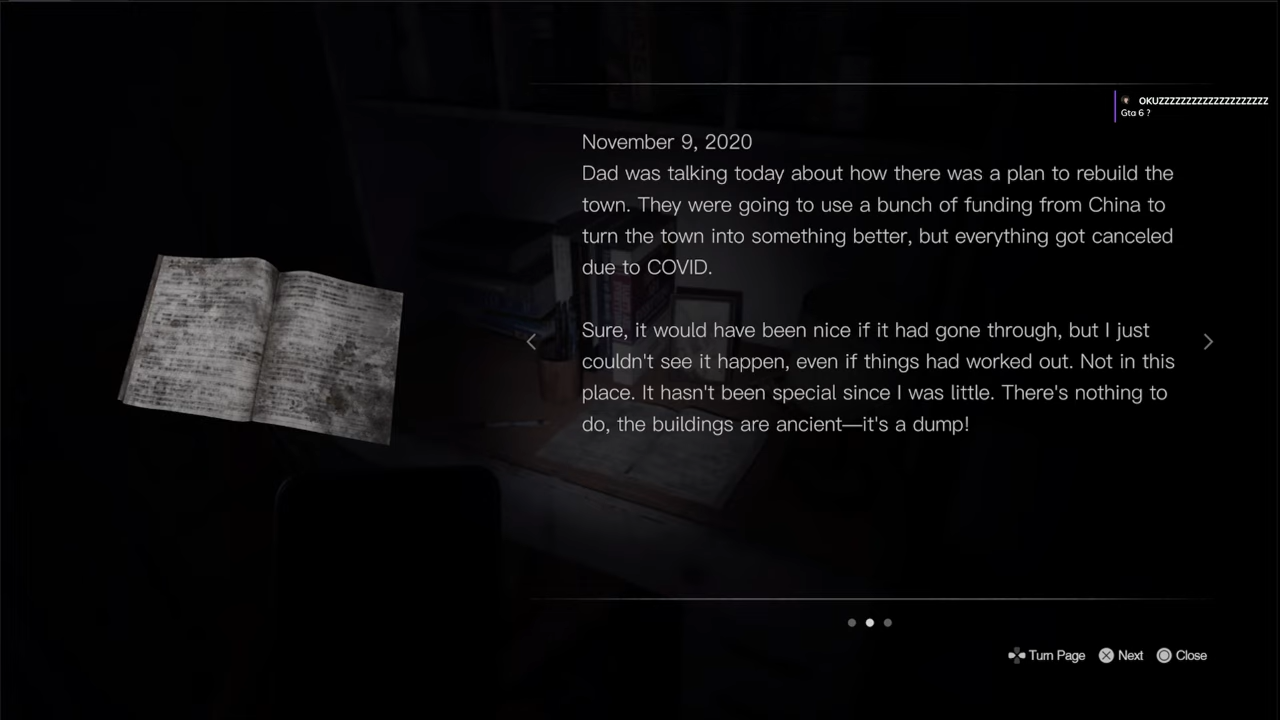 OKUZZZZZZZZZZZZZZZZZZZZ
Gta 6 ?
November 9, 2020
Dad was talking today about how there was a plan to rebuild the
town. They were going to use a bunch of funding from China to
turn the town into something better, but everything got canceled
due to COVID.
Sure, it would have been nice if it had gone through, but I just
couldn't see it happen, even if things had worked out. Not in this
place. It hasn't been special since I was little. There's nothing to
do, the buildings are ancient—it's a dump!
Turn Page
Next
Close